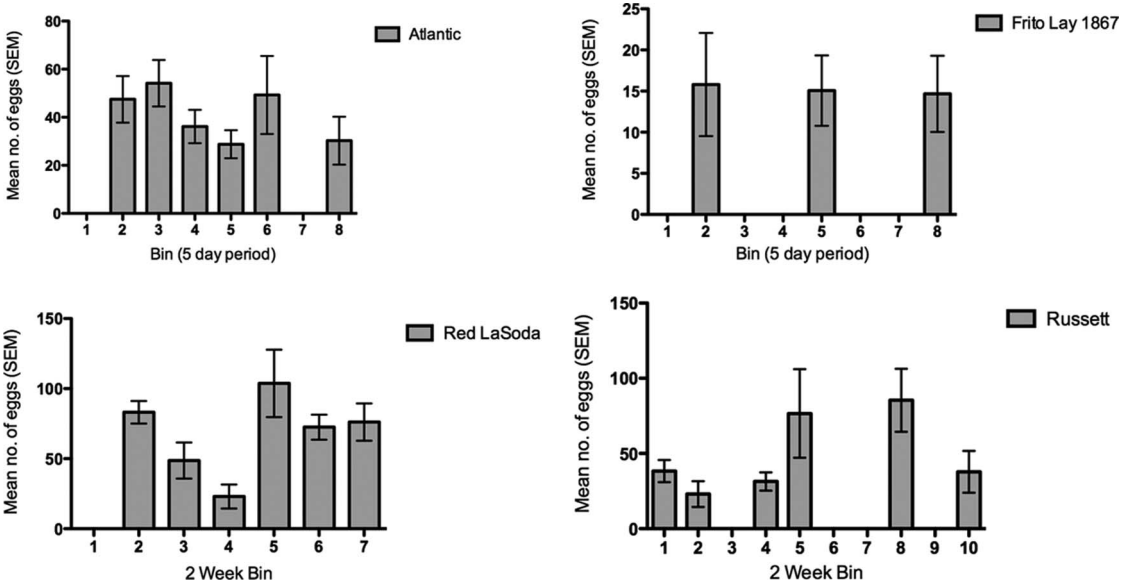 Mean no. of eggs (SEM)
80
60
40
20
0
1 2 3 4 5 6 7 8
Bin (5 day period)
Atlantic
Mean no. of eggs (SEM)
25
20
15
10
5
0
1 2 3 4 5 6 7 8
Bin (5 day period)
Frito Lay 1867
Mean no. of eggs (SEM)
150
100
50
0
1 2 3 4 5 6 7
2 Week Bin
Red LaSoda
Mean no. of eggs (SEM)
150
100
50
0
1 2 3 4 5 6 7 8 9 10
2 Week Bin
Russett